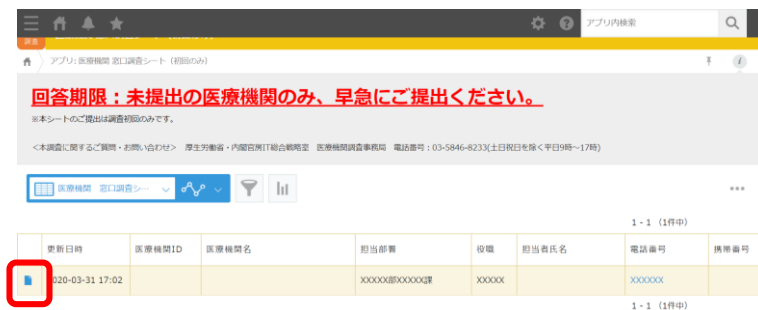 アプリ内検索
調査
アプリ: 医療機関 窓口調査シート（初回のみ）
回答期限：未提出の医療機関のみ、早急にご提出ください。
※本シートのご提出は調査初回のみです。
＜本調査に関するご質問・お問い合わせ＞ 厚生労働省・内閣官房IT総合戦略室 医療機関調査事務局 電話番号：03-5846-8233(土日祝日を除く平日9時～17時)
医療機関 窓口調査シ…
1 - 1 （1件中）
更新日時 医療機関ID 医療機関名 担当部署 役職 担当者氏名 電話番号 携帯番号
020-03-31 17:02 XXXXX部XXXXX課 XXXXX XXXXXX
1 - 1 （1件中）